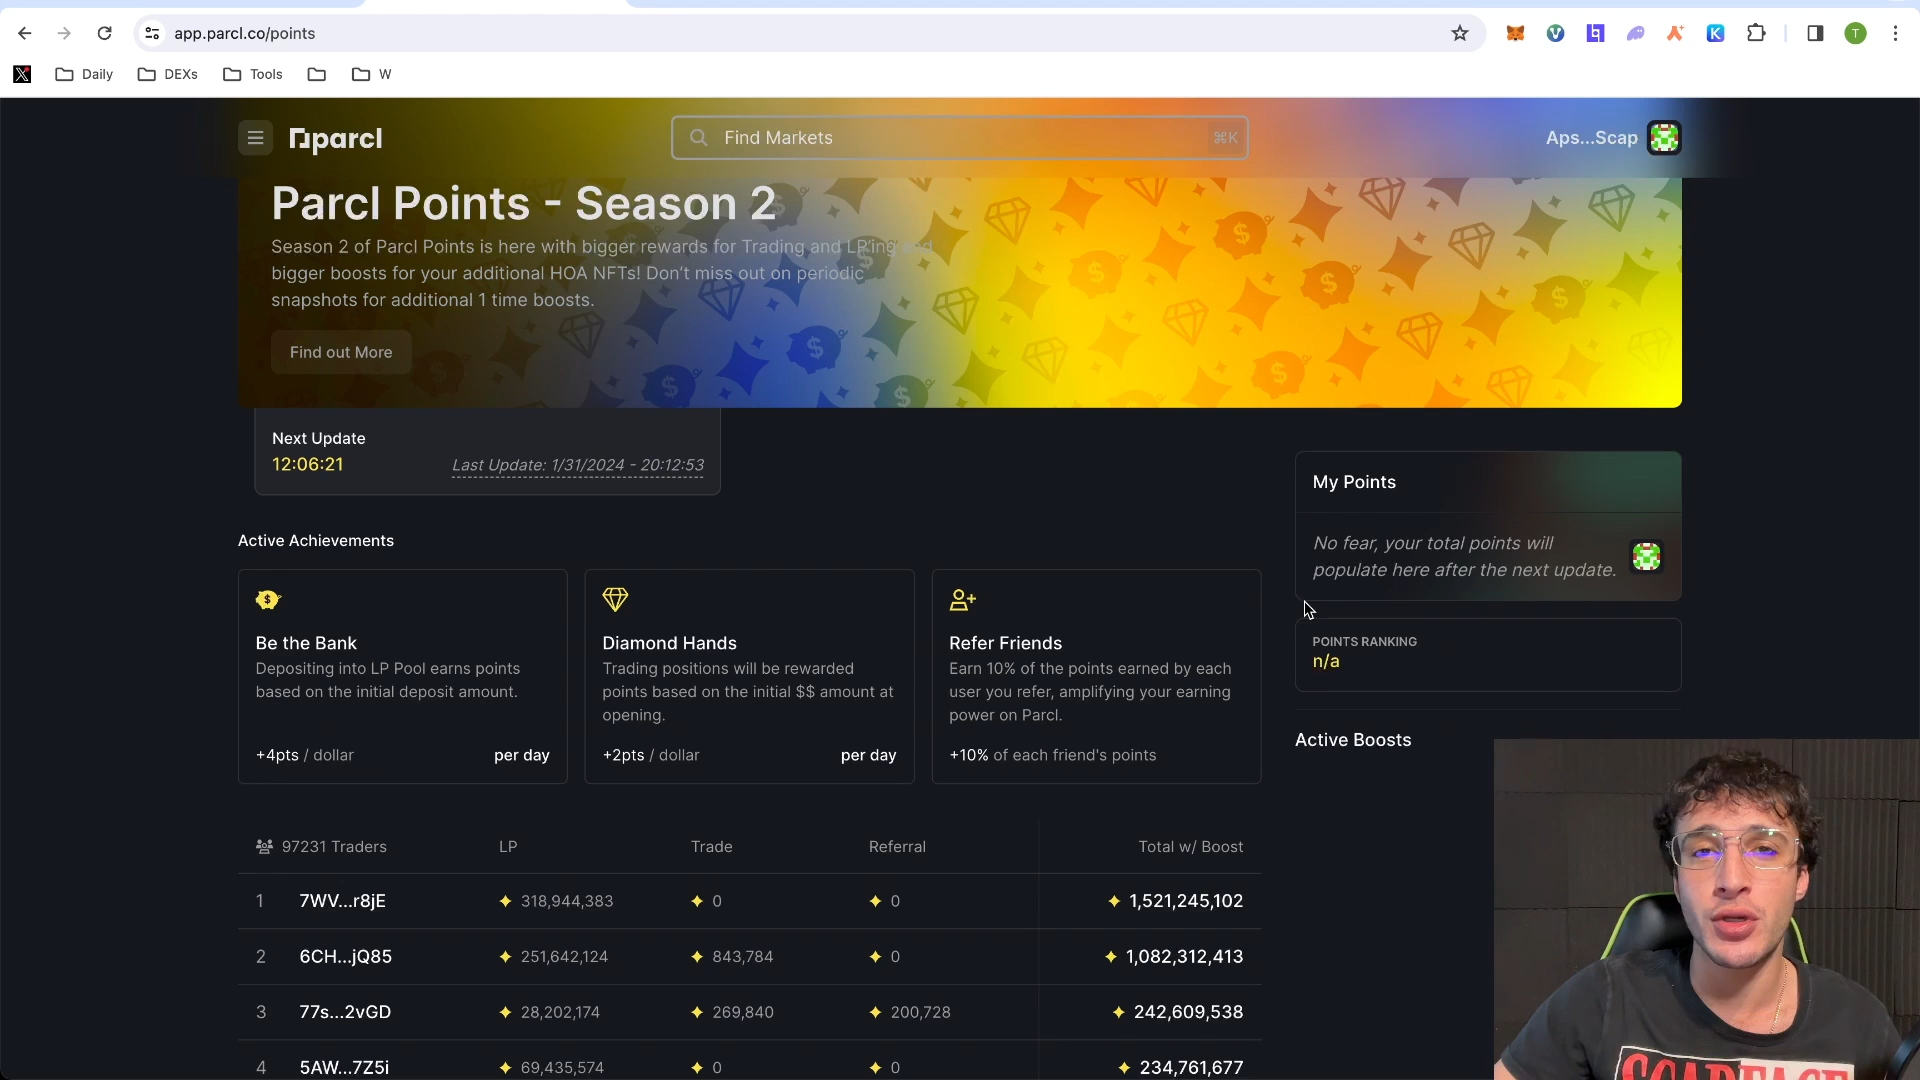 app.parcl.co/points
Daily
DEXs
Tools
W
parcl
Find Markets
⌘K
Aps...Scap
Parcl Points - Season 2
Season 2 of Parcl Points is here with bigger rewards for Trading and LP'ing and
bigger boosts for your additional HOA NFTs! Don't miss out on periodic
snapshots for additional 1 time boosts.
Find out More
Next Update
12:06:21
Last Update: 1/31/2024 - 20:12:53
My Points
No fear, your total points will
populate here after the next update.
POINTS RANKING
n/a
Active Boosts
Active Achievements
Be the Bank
Depositing into LP Pool earns points
based on the initial deposit amount.
+4pts / dollar per day
Diamond Hands
Trading positions will be rewarded
points based on the initial $$ amount at
opening.
+2pts / dollar per day
Refer Friends
Earn 10% of the points earned by each
user you refer, amplifying your earning
power on Parcl.
+10% of each friend's points
97231 Traders LP Trade Referral Total w/ Boost
1 7WV...r8jE 318,944,383 0 0 1,521,245,102
2 6CH...jQ85 251,642,124 843,784 0 1,082,312,413
3 77s...2vGD 28,202,174 269,840 200,728 242,609,538
4 5AW...7Z5i 69,435,574 0 0 234,761,677
SCARFACE